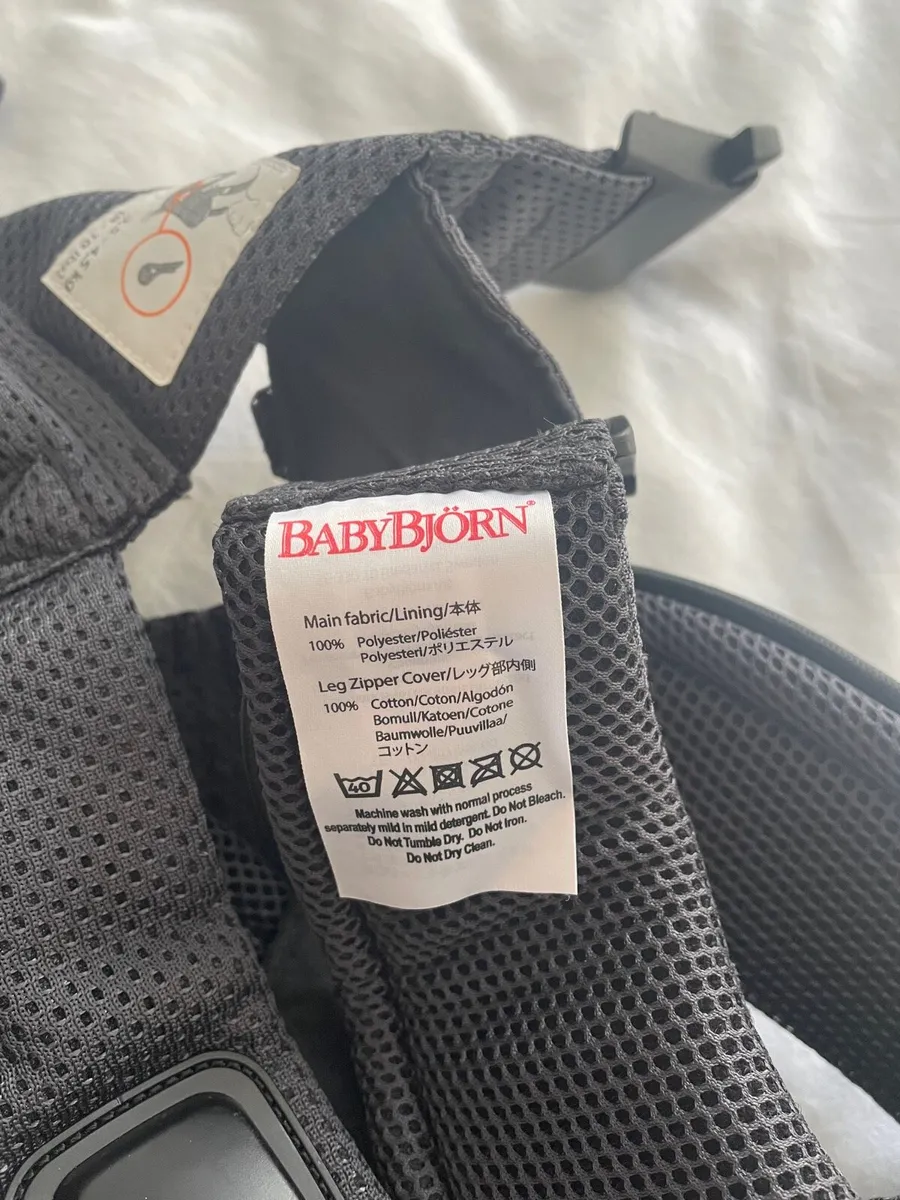 4.5 kg
BABYBJÖRN®
Main fabric/Lining/本体
100% Polyester/Poliéster
Polyesteri/ポリエステル
Leg Zipper Cover/レッグ部内側
100% Cotton/Coton/Algodón
Bomull/Katoen/Cotone
Baumwolle/Puuvillaa/
コットン
40
Machine wash with normal process
separately mild in mild detergent. Do Not Bleach.
Do Not Tumble Dry. Do Not Iron.
Do Not Dry Clean.